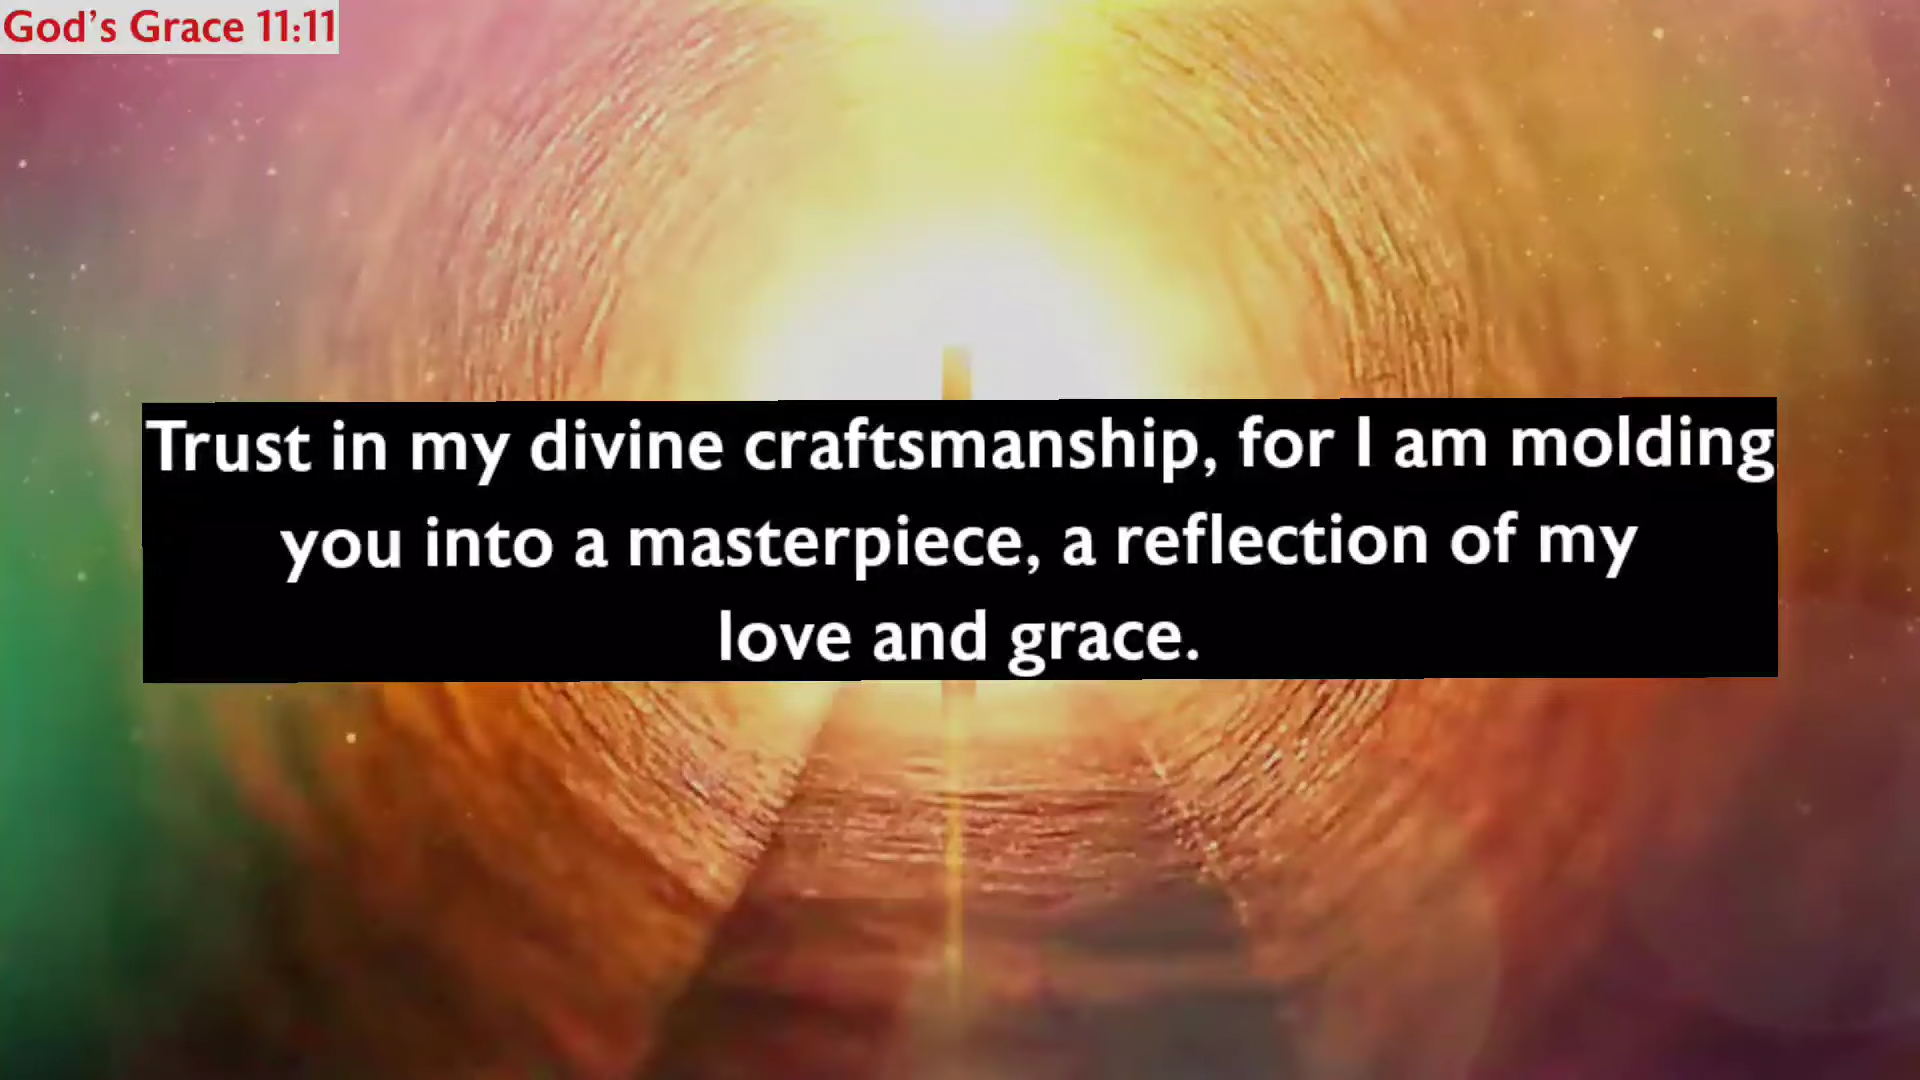 God's Grace 11:11
Trust in my divine craftsmanship, for I am molding
you into a masterpiece, a reflection of my
love and grace.